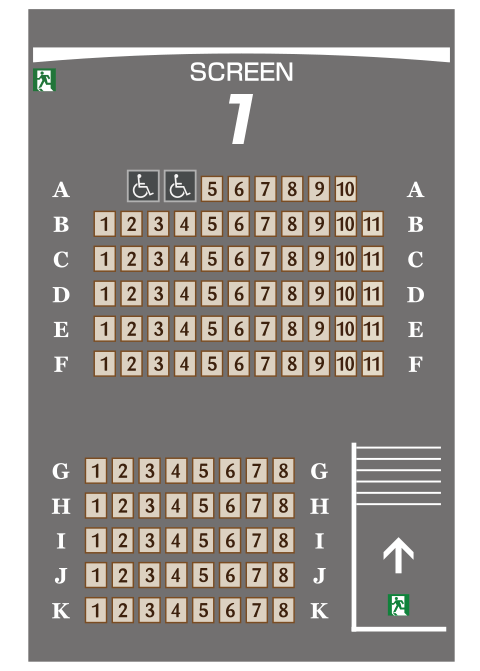 SCREEN
7
A 5 6 7 8 9 10 A
B 1 2 3 4 5 6 7 8 9 10 11 B
C 1 2 3 4 5 6 7 8 9 10 11 C
D 1 2 3 4 5 6 7 8 9 10 11 D
E 1 2 3 4 5 6 7 8 9 10 11 E
F 1 2 3 4 5 6 7 8 9 10 11 F
G 1 2 3 4 5 6 7 8 G
H 1 2 3 4 5 6 7 8 H
I 1 2 3 4 5 6 7 8 I
J 1 2 3 4 5 6 7 8 J
K 1 2 3 4 5 6 7 8 K